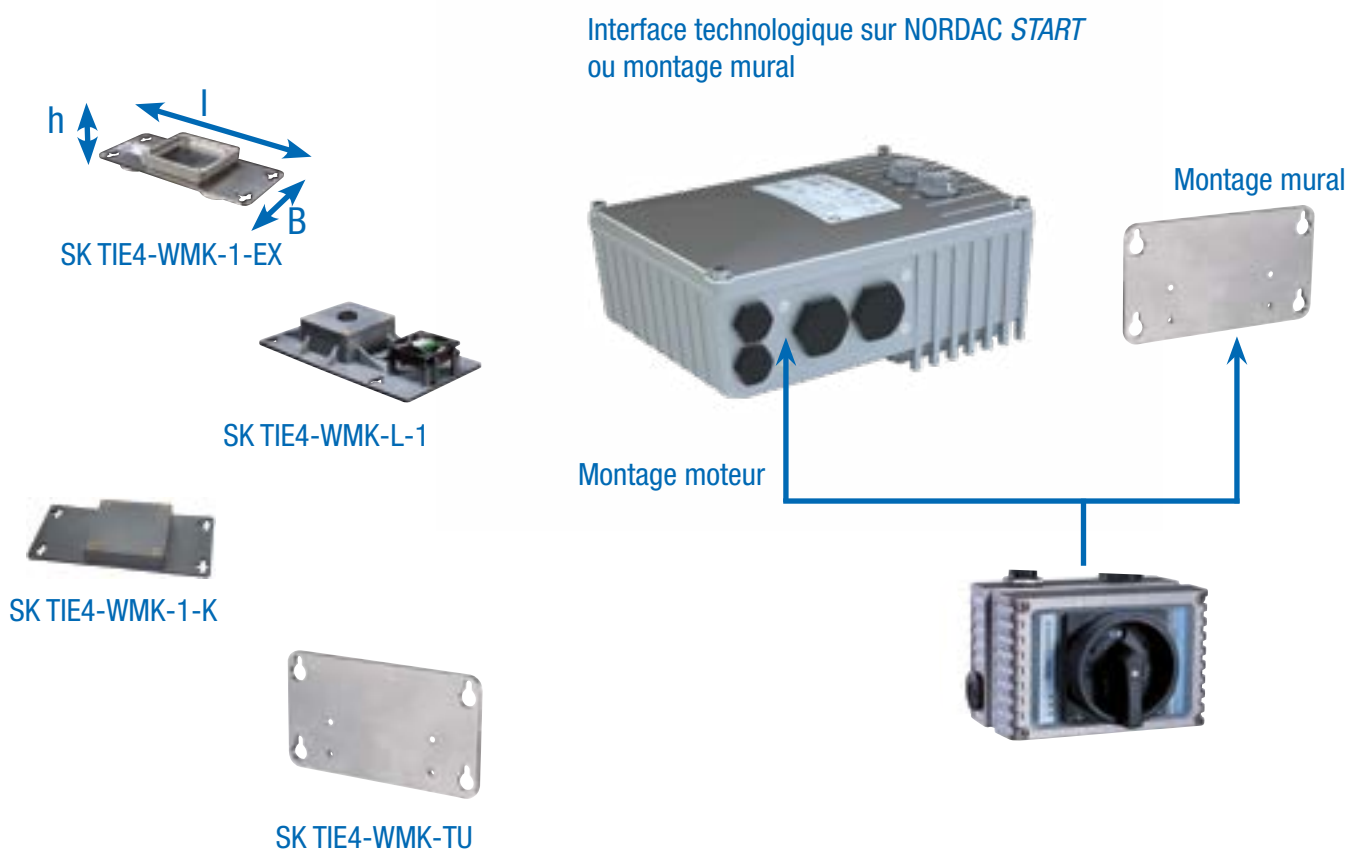 Interface technologique sur NORDAC START
ou montage mural
h
l
B
SK TIE4-WMK-1-EX
Montage mural
SK TIE4-WMK-L-1
Montage moteur
SK TIE4-WMK-1-K
SK TIE4-WMK-TU